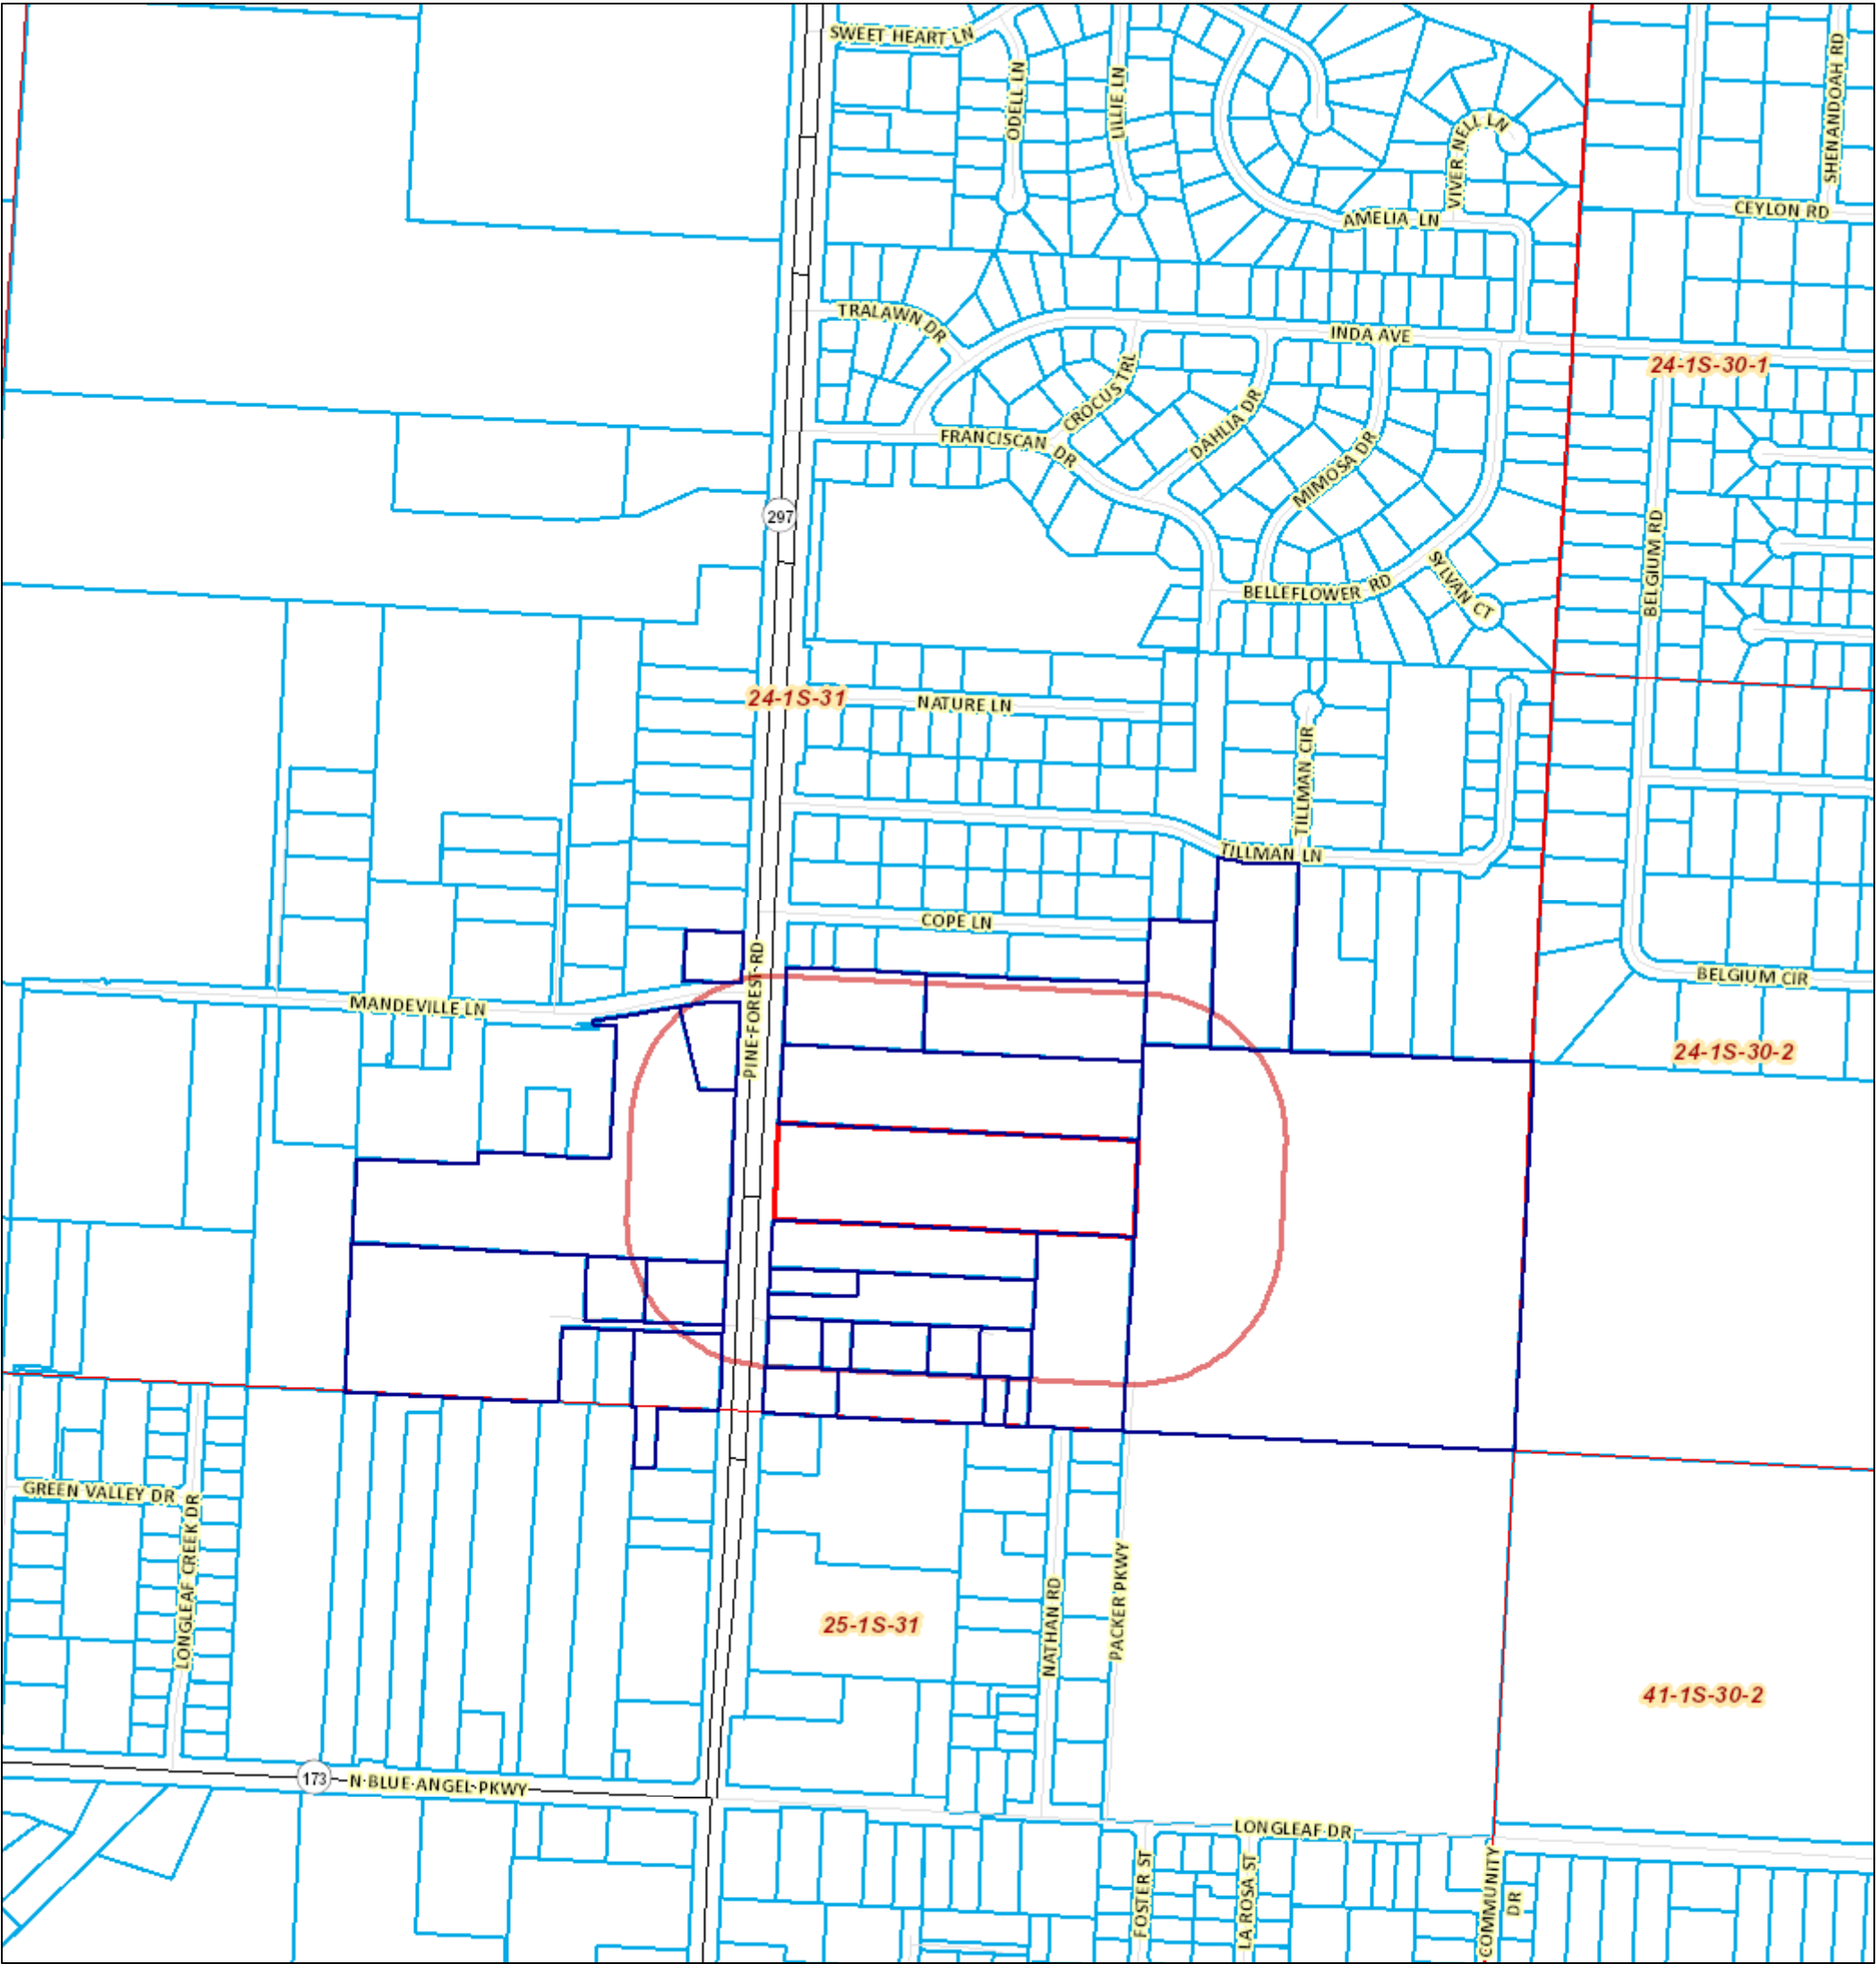 SWEET HEART LN
ODELL LN
LILLIE LN
VIVER NELL LN
SHENANDOAH RD
CEYLON RD
AMELIA LN
TRALAWN DR
INDA AVE
24-1S-30-1
CROCUS TRL
DAHLIA DR
FRANCISCAN DR
MIMOSA DR
297
BELGIUM RD
SYLVAN CT
BELLEFLOWER RD
24-1S-31
NATURE LN
TILLMAN CIR
TILLMAN LN
COPE LN
BELGIUM CIR
MANDEVILLE LN
PINE FOREST RD
24-1S-30-2
GREEN VALLEY DR
LONGLEAF CREEK DR
NATHAN RD
PACKER PKWY
25-1S-31
41-1S-30-2
173
N BLUE ANGEL PKWY
LONGLEAF DR
FOSTER ST
LA ROSA ST
COMMUNITY DR